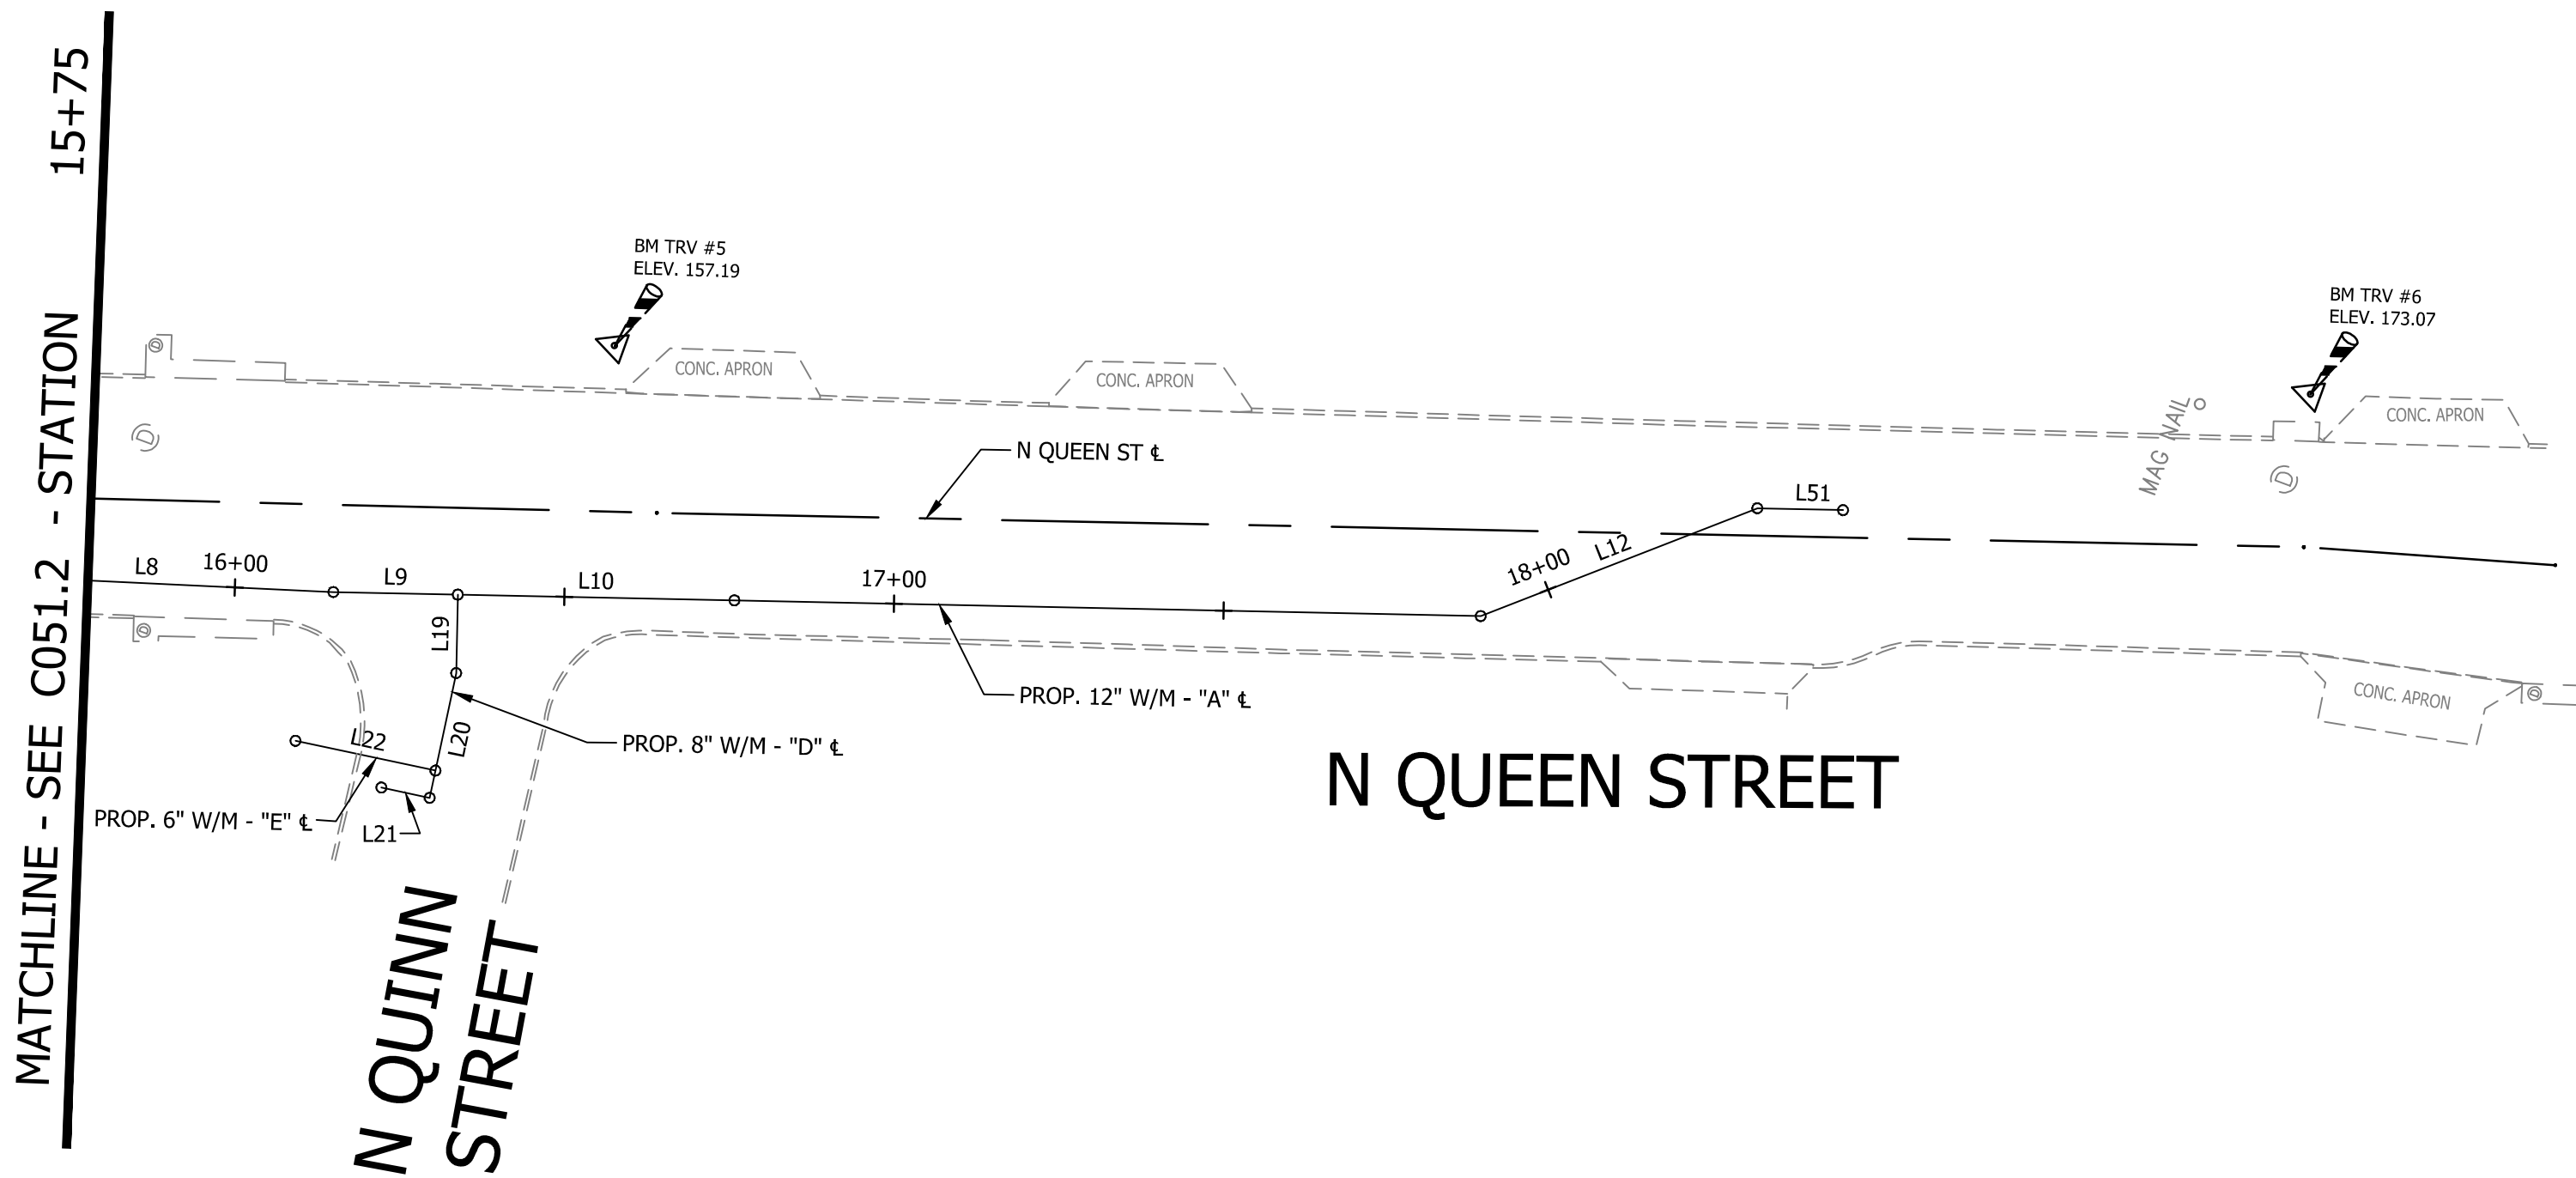 MATCHLINE - SEE C051.2 - STATION 15+75
BM TRV #5
ELEV. 157.19
BM TRV #6
ELEV. 173.07
D
CONC. APRON
CONC. APRON
CONC. APRON
MAG NAIL
D
D
N QUEEN ST ℄
L51
L8
16+00
L9
L10
17+00
18+00
L12
D
L19
PROP. 12" W/M - "A" ℄
CONC. APRON
D
L22
L20
PROP. 8" W/M - "D" ℄
N QUEEN STREET
PROP. 6" W/M - "E" ℄
L21
N QUINN
STREET